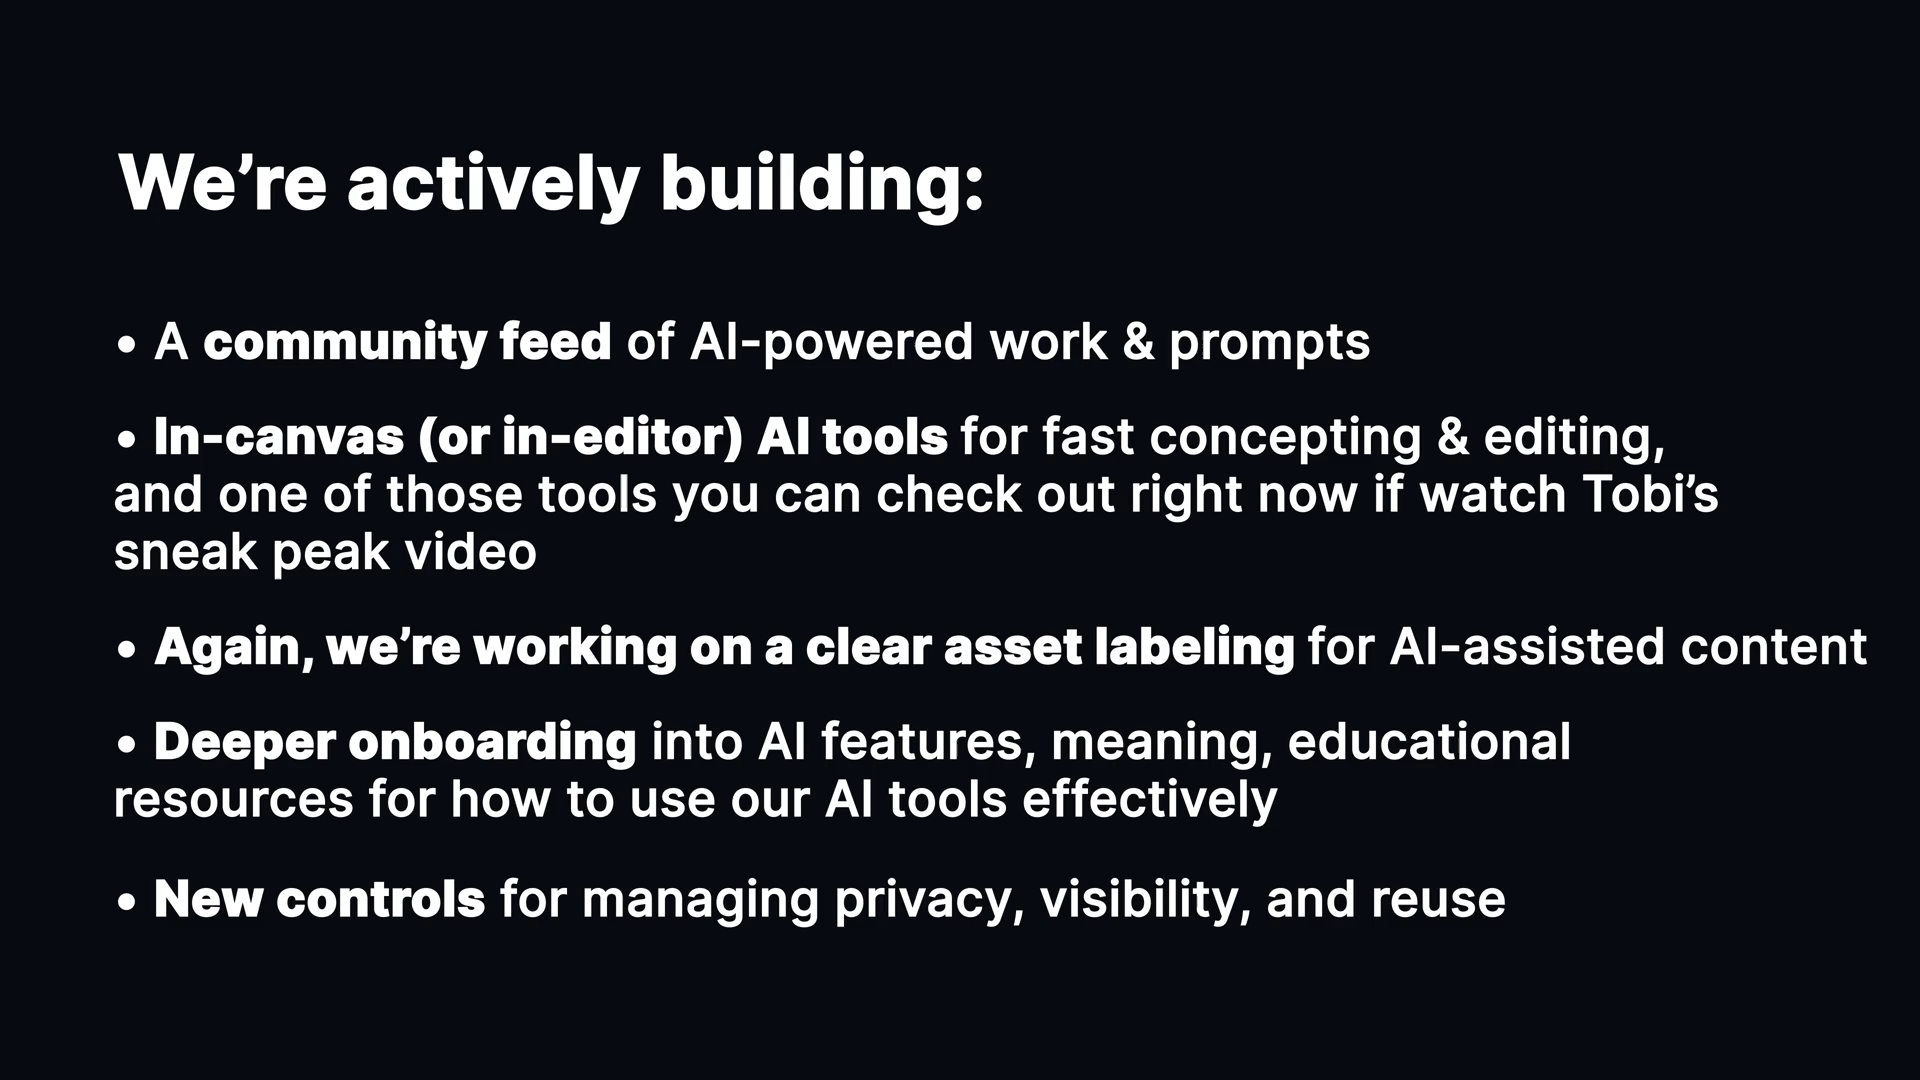 We’re actively building:
• A community feed of AI-powered work & prompts
• In-canvas (or in-editor) AI tools for fast concepting & editing,
and one of those tools you can check out right now if watch Tobi’s
sneak peak video
• Again, we’re working on a clear asset labeling for AI-assisted content
• Deeper onboarding into AI features, meaning, educational
resources for how to use our AI tools effectively
• New controls for managing privacy, visibility, and reuse